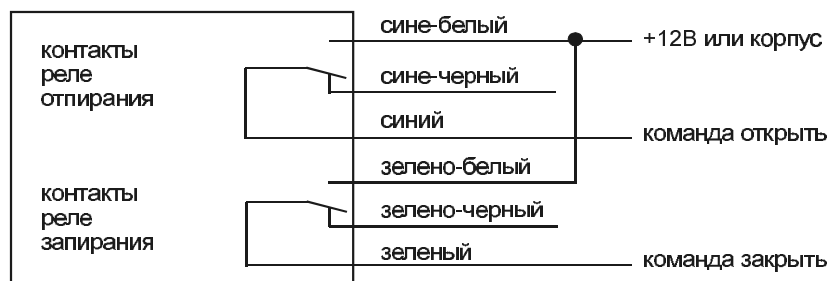 сине-белый
+12В или корпус
контакты
реле
отпирания
сине-черный
синий
команда открыть
зелено-белый
контакты
реле
запирания
зелено-черный
зеленый
команда закрыть